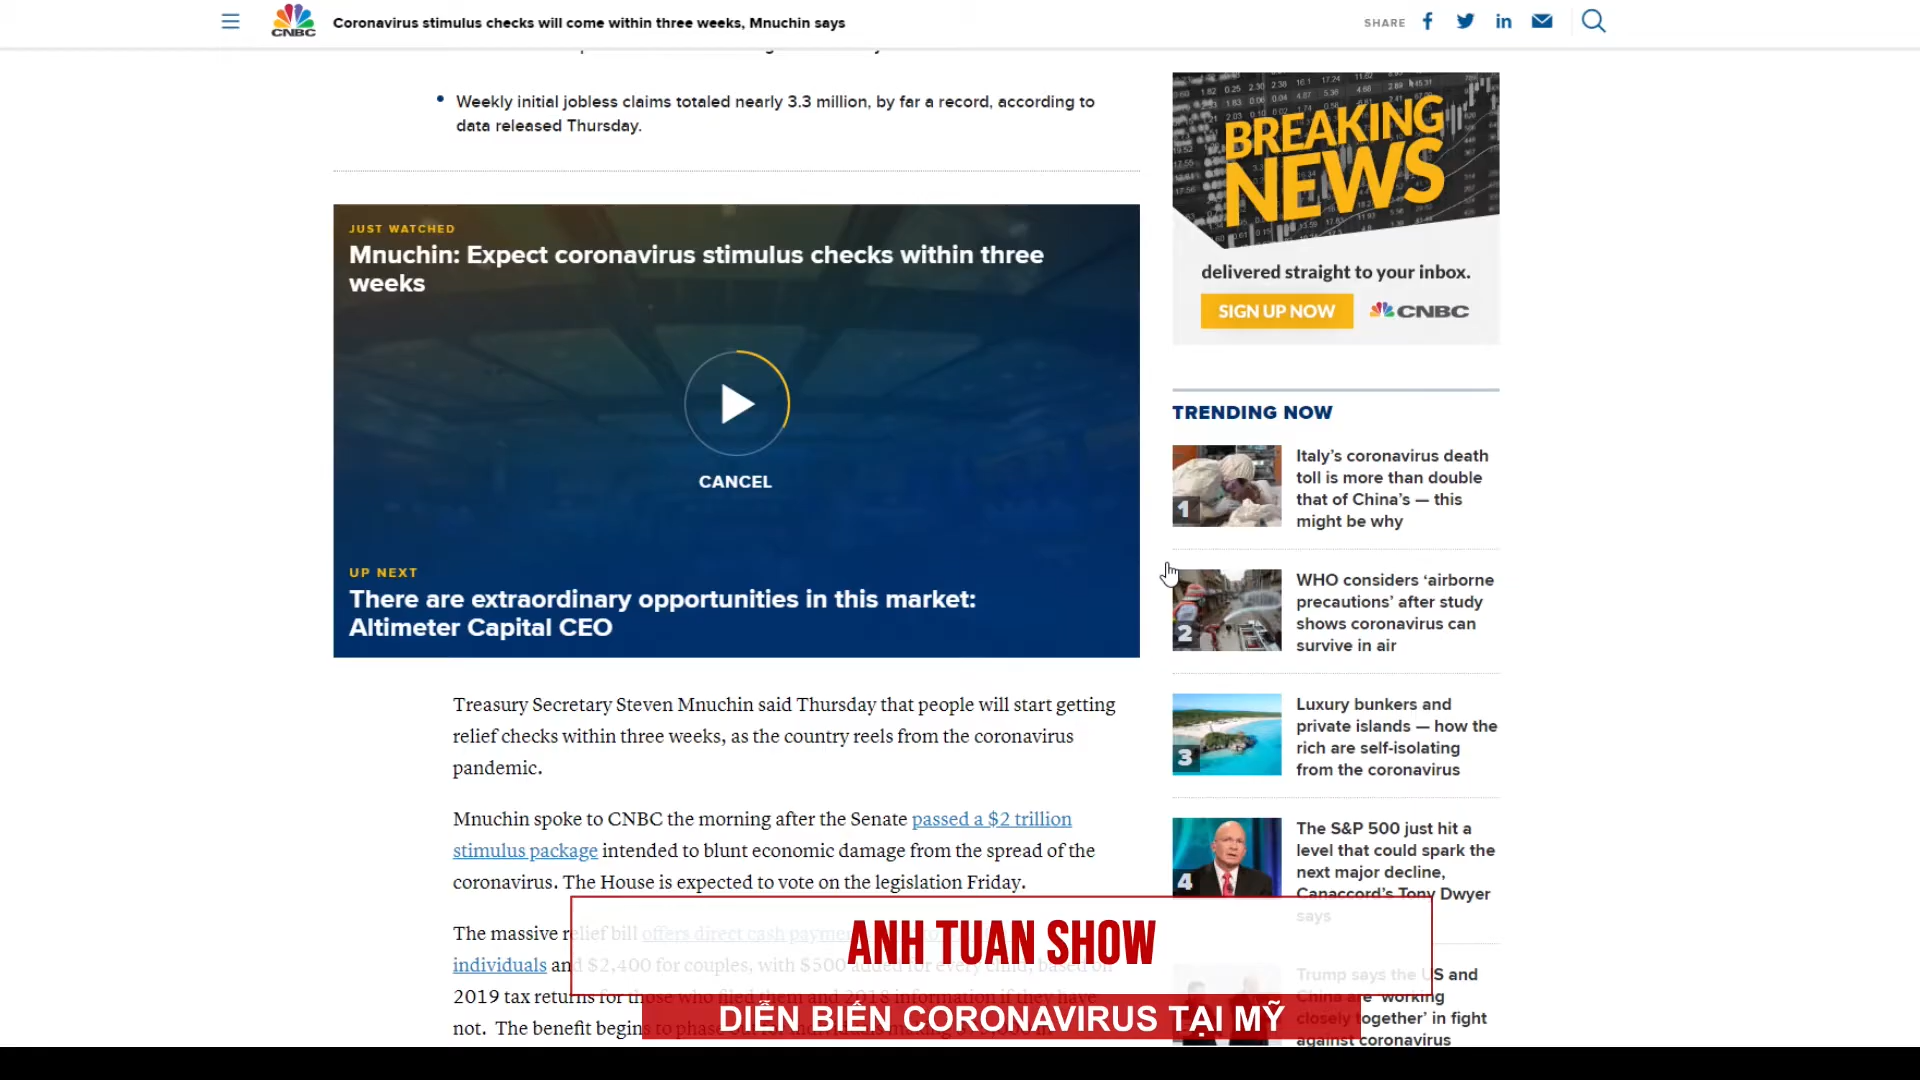 CNBC
Coronavirus stimulus checks will come within three weeks, Mnuchin says
SHARE
Weekly initial jobless claims totaled nearly 3.3 million, by far a record, according to
data released Thursday.
JUST WATCHED
Mnuchin: Expect coronavirus stimulus checks within three
weeks
CANCEL
UP NEXT
There are extraordinary opportunities in this market:
Altimeter Capital CEO
Treasury Secretary Steven Mnuchin said Thursday that people will start getting
relief checks within three weeks, as the country reels from the coronavirus
pandemic.
Mnuchin spoke to CNBC the morning after the Senate passed a $2 trillion
stimulus package intended to blunt economic damage from the spread of the
coronavirus. The House is expected to vote on the legislation Friday.
The massive relief bill offers direct cash
individuals and $2,400 for couples, with $500 added for every child, based on
2019 tax returns for those who filed them and 2018 information if they have
not. The benefit begins to phase out for individuals making
BREAKING
NEWS
delivered straight to your inbox.
SIGN UP NOW
CNBC
TRENDING NOW
1
Italy's coronavirus death
toll is more than double
that of China's — this
might be why
2
WHO considers ‘airborne
precautions’ after study
shows coronavirus can
survive in air
3
Luxury bunkers and
private islands — how the
rich are self-isolating
from the coronavirus
4
The S&P 500 just hit a
level that could spark the
next major decline,
Canaccord's Tony Dwyer
says
Trump says the US and
China are ‘working
closely together’ in fight
against coronavirus
ANH TUAN SHOW
DIỄN BIẾN CORONAVIRUS TẠI MỸ